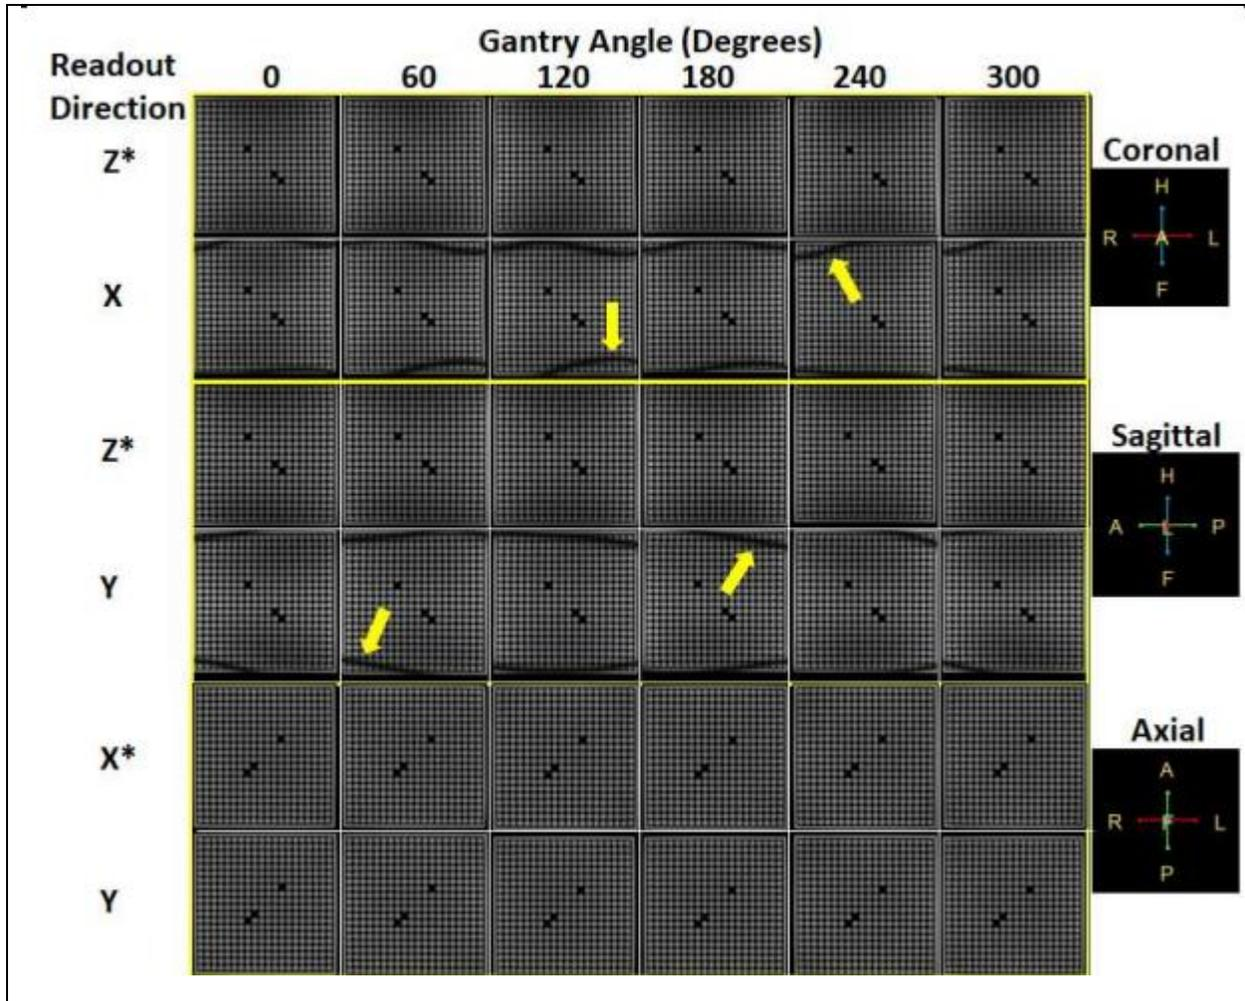 Gantry Angle (Degrees)
Readout
Direction
0 60 120 180 240 300
Z*
Coronal
H
R A L
F
X
Z*
Sagittal
H
A L P
F
Y
X*
Axial
A
R F L
P
Y